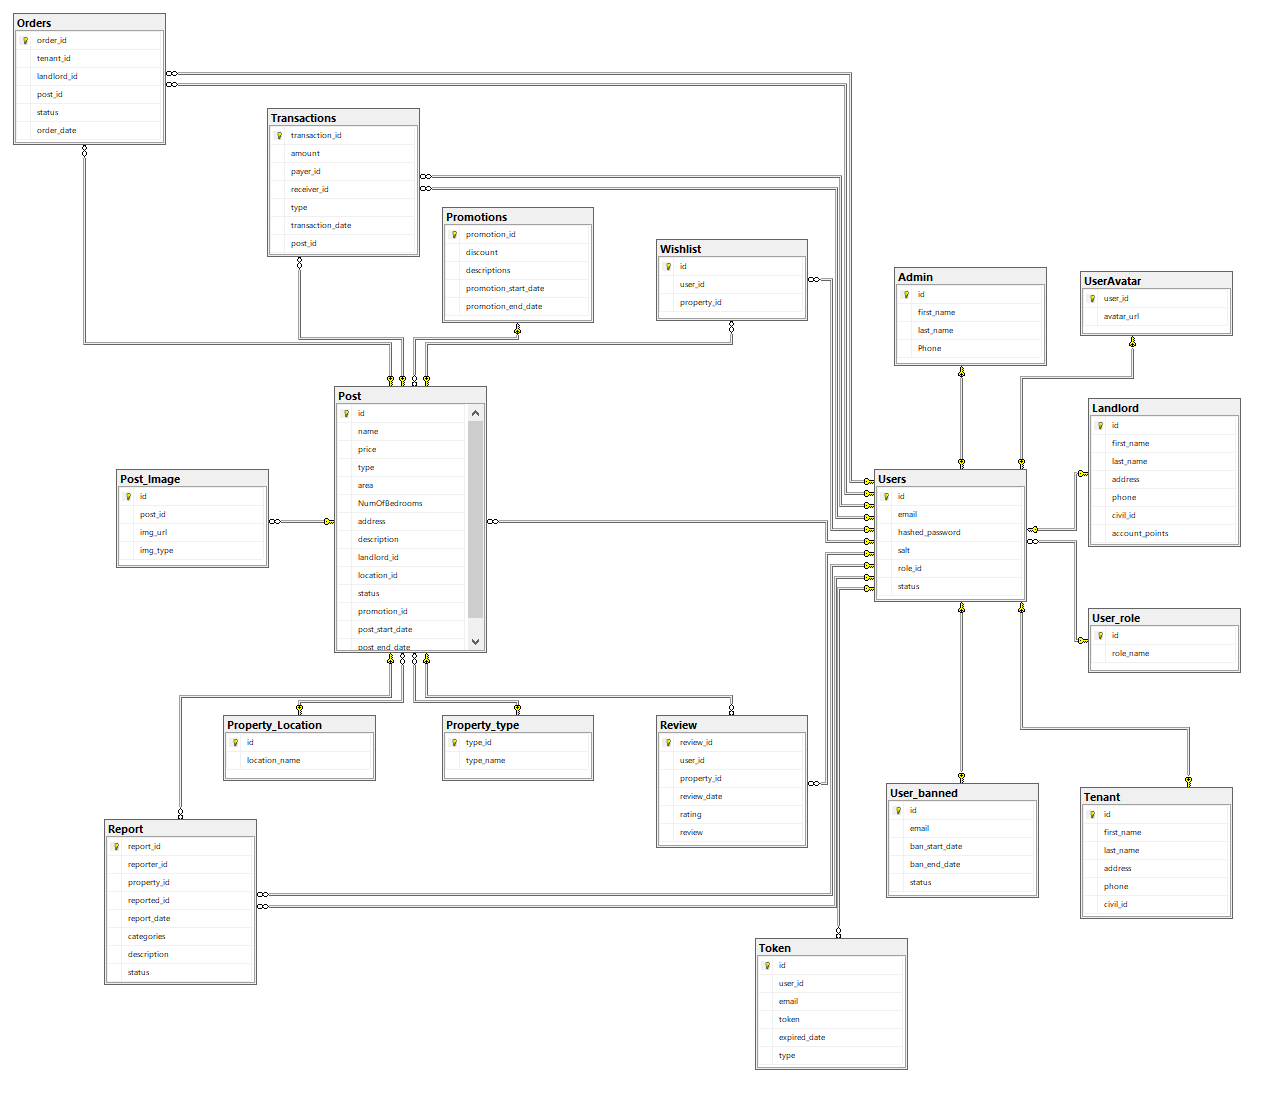 Orders
order_id
tenant_id
landlord_id
post_id
status
order_date
Transactions
transaction_id
amount
payer_id
receiver_id
type
transaction_date
post_id
Promotions
promotion_id
discount
descriptions
promotion_start_date
promotion_end_date
Wishlist
id
user_id
property_id
Admin
id
first_name
last_name
Phone
UserAvatar
user_id
avatar_url
Landlord
id
first_name
last_name
address
phone
civil_id
account_points
Post
id
name
price
type
area
NumOfBedrooms
address
description
landlord_id
location_id
status
promotion_id
post_start_date
post_end_date
Post_Image
id
post_id
img_url
img_type
Users
id
email
hashed_password
salt
role_id
status
User_role
id
role_name
Property_Location
id
location_name
Property_type
type_id
type_name
Review
review_id
user_id
property_id
review_date
rating
review
User_banned
id
email
ban_start_date
ban_end_date
status
Tenant
id
first_name
last_name
address
phone
civil_id
Report
report_id
reporter_id
property_id
reported_id
report_date
categories
description
status
Token
id
user_id
email
token
expired_date
type